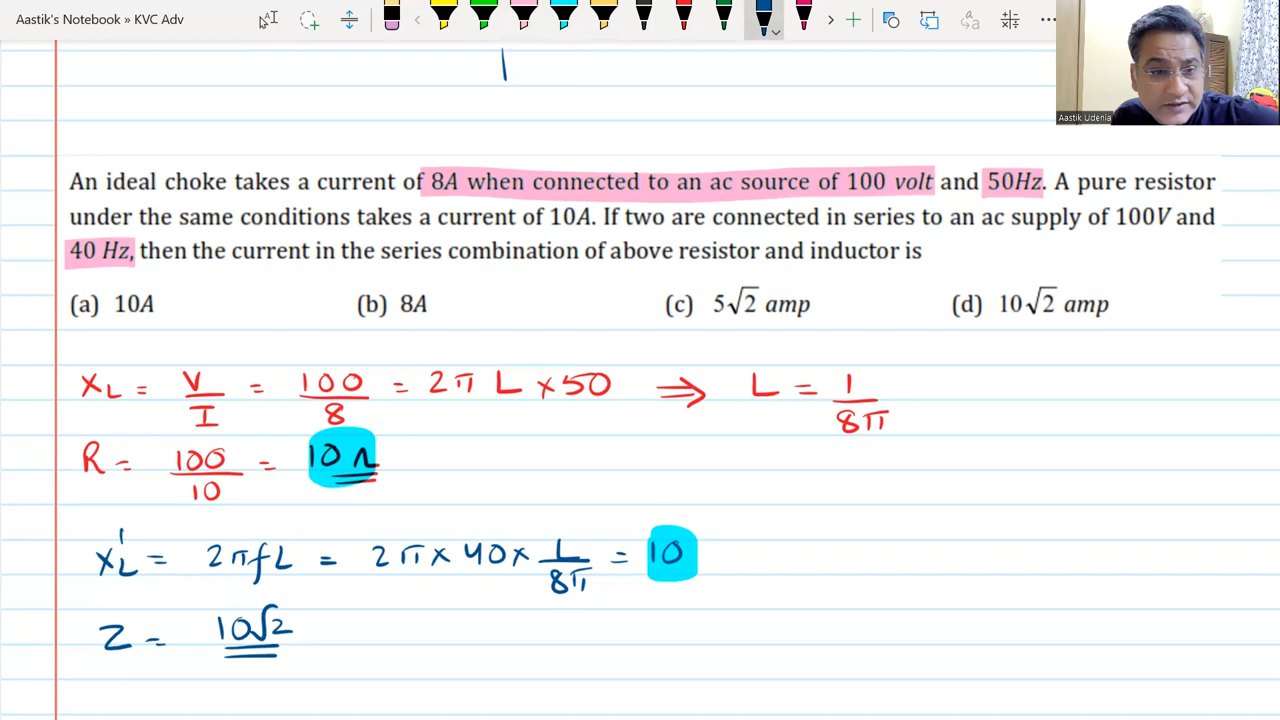 Aastik's Notebook » KVC Adv
Aastik Udenia
An ideal choke takes a current of 8A when connected to an ac source of 100 volt and 50Hz. A pure resistor
under the same conditions takes a current of 10A. If two are connected in series to an ac supply of 100V and
40 Hz, then the current in the series combination of above resistor and inductor is
(a) 10A (b) 8A (c) 5√2 amp (d) 10√2 amp
X_L = V/I = 100/8 = 2π L × 50 ⇒ L = 1/8π
R = 100/10 = 10 Ω
X_L' = 2πfL = 2π × 40 × L/8π = 10
Z = 10√2